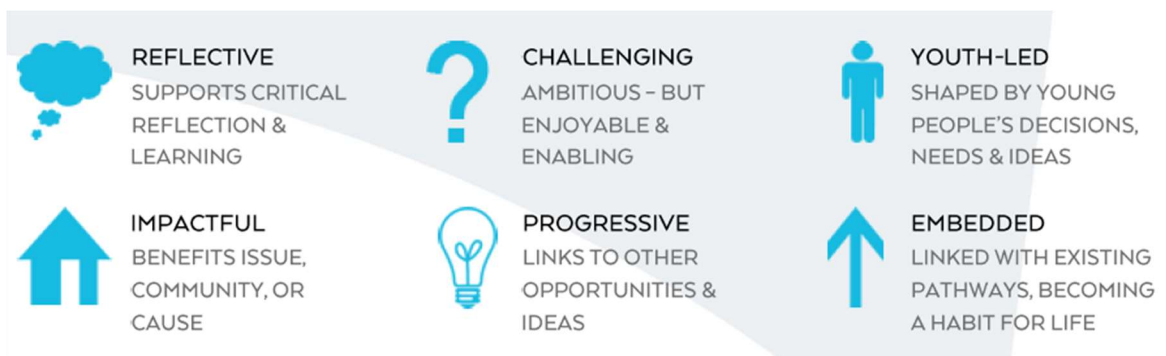 REFLECTIVE
SUPPORTS CRITICAL
REFLECTION &
LEARNING
CHALLENGING
AMBITIOUS – BUT
ENJOYABLE &
ENABLING
YOUTH-LED
SHAPED BY YOUNG
PEOPLE'S DECISIONS,
NEEDS & IDEAS
IMPACTFUL
BENEFITS ISSUE,
COMMUNITY, OR
CAUSE
PROGRESSIVE
LINKS TO OTHER
OPPORTUNITIES &
IDEAS
EMBEDDED
LINKED WITH EXISTING
PATHWAYS, BECOMING
A HABIT FOR LIFE